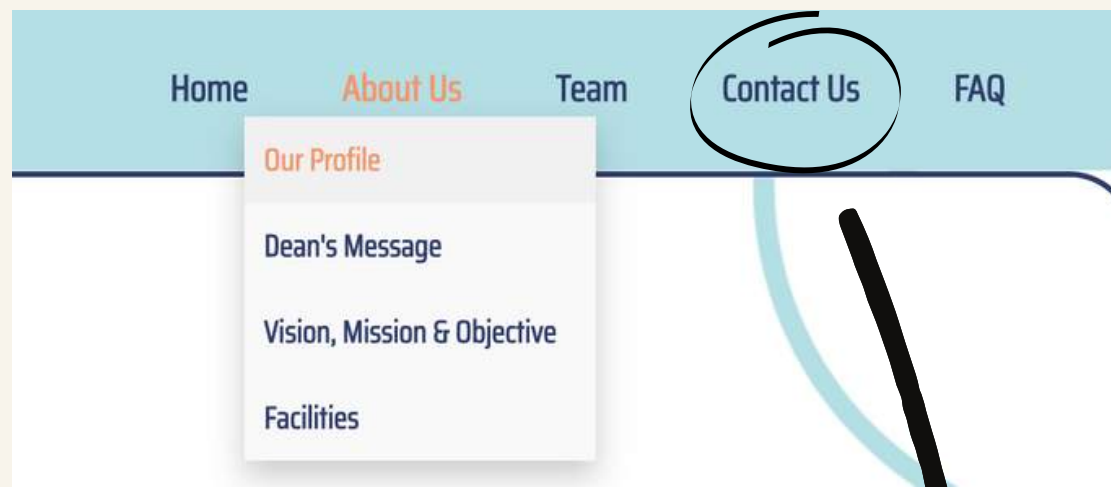 Home About Us Team Contact Us FAQ
Our Profile
Dean's Message
Vision, Mission & Objective
Facilities